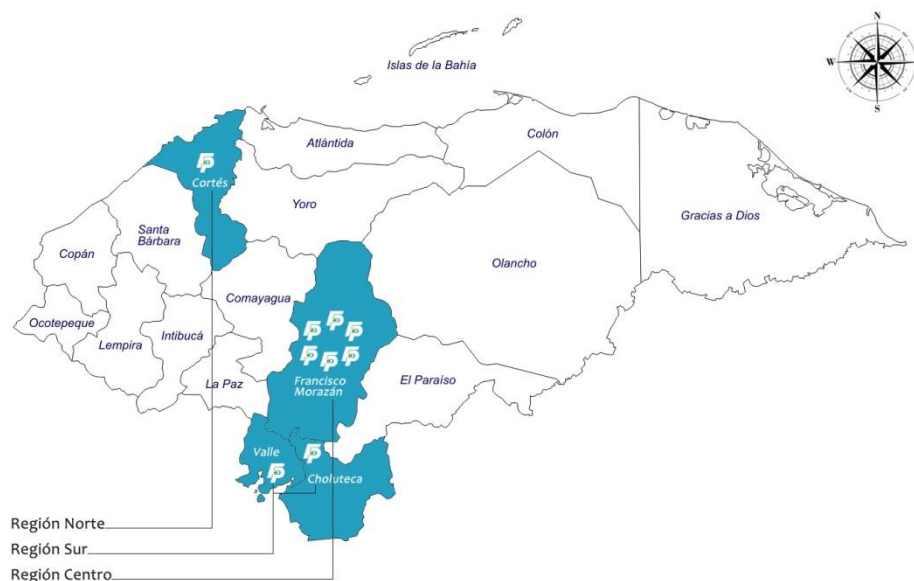 N
W
E
S
Islas de la Bahía
Atlántida
Colón
Cortés
Yoro
Gracias a Dios
Santa
Bárbara
Copán
Olancho
Comayagua
Ocotepeque
Lempira
Intibucá
La Paz
Francisco
Morazán
El Paraíso
Valle
Choluteca
Región Norte
Región Sur
Región Centro